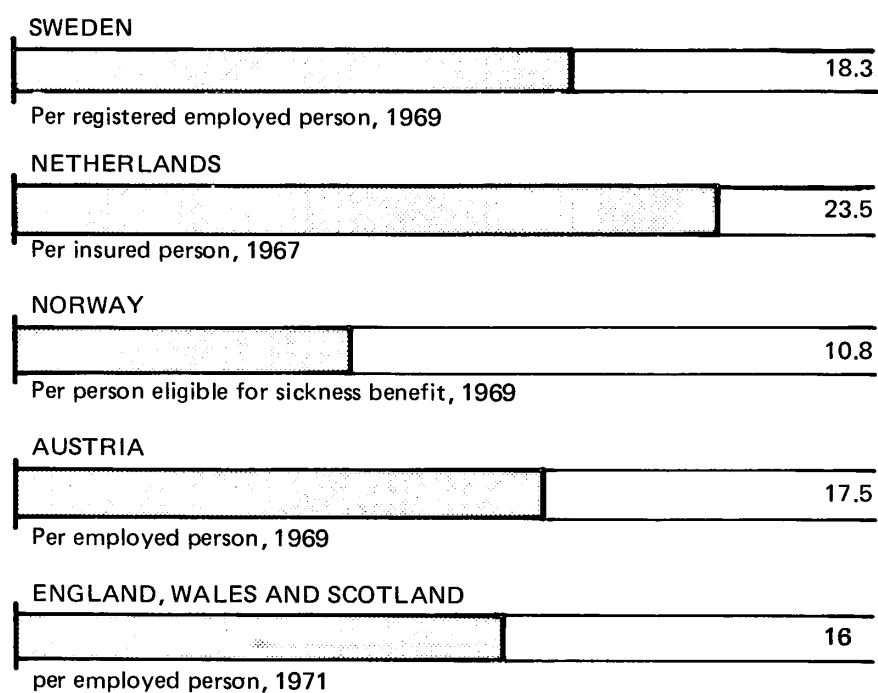 SWEDEN
18.3
Per registered employed person, 1969
NETHERLANDS
23.5
Per insured person, 1967
NORWAY
10.8
Per person eligible for sickness benefit, 1969
AUSTRIA
17.5
Per employed person, 1969
ENGLAND, WALES AND SCOTLAND
16
per employed person, 1971